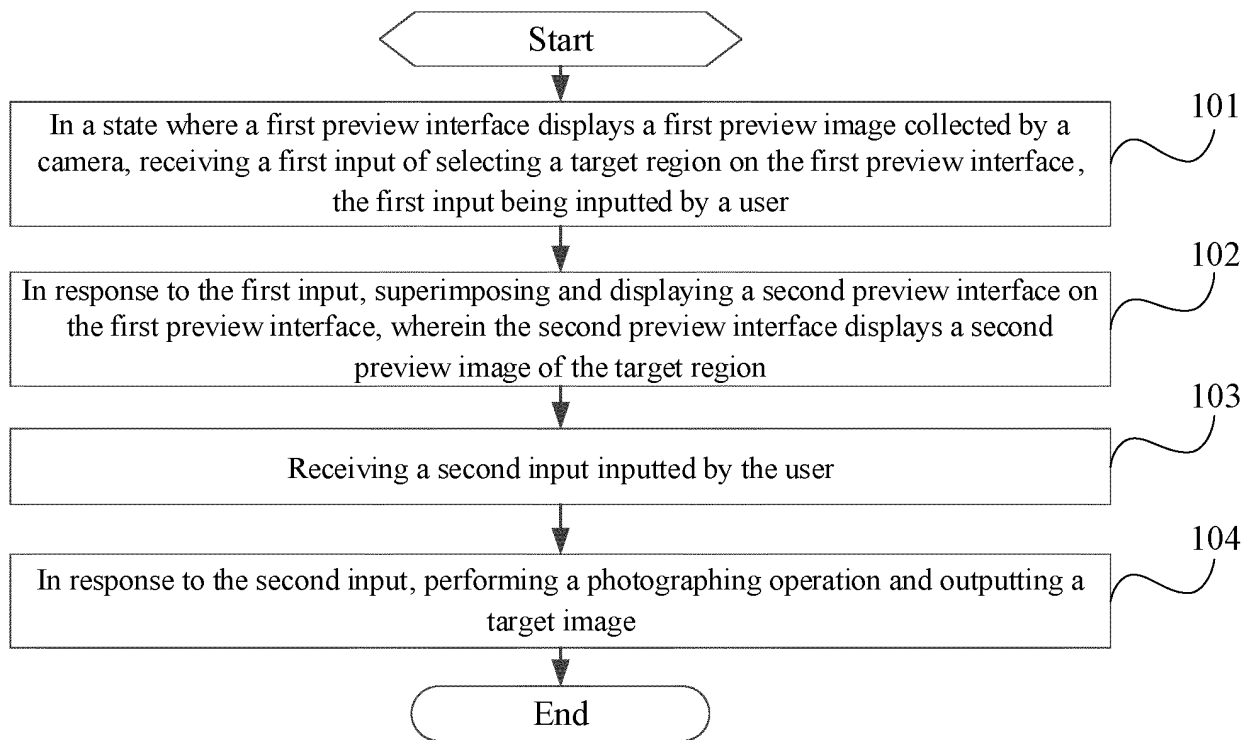 Start
In a state where a first preview interface displays a first preview image collected by a
camera, receiving a first input of selecting a target region on the first preview interface,
the first input being inputted by a user
101
In response to the first input, superimposing and displaying a second preview interface on
the first preview interface, wherein the second preview interface displays a second
preview image of the target region
102
Receiving a second input inputted by the user
103
In response to the second input, performing a photographing operation and outputting a
target image
104
End